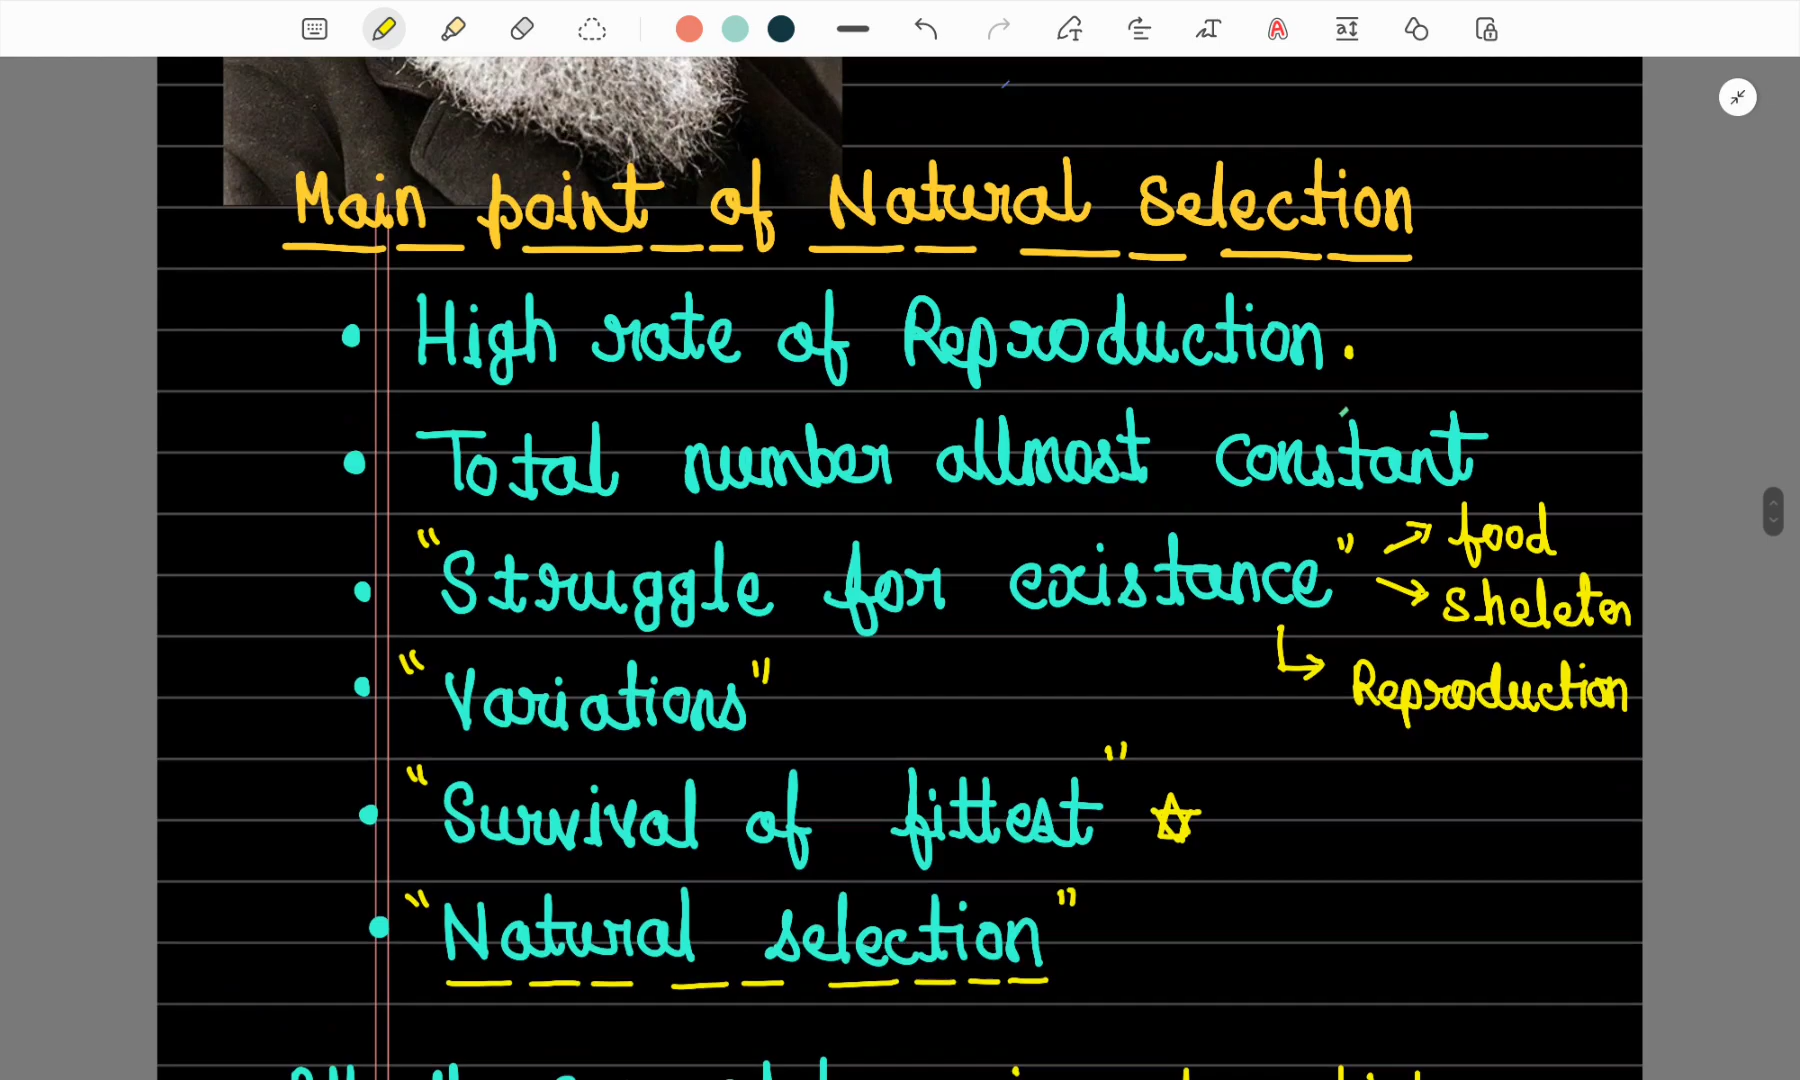 Main point of Natural Selection
• High rate of Reproduction.
• Total number allmost constant
• "Struggle for existance" → food
→ Sheleter
↳ Reproduction
• "Variations"
• "Survival of fittest" ☆
• "Natural selection"